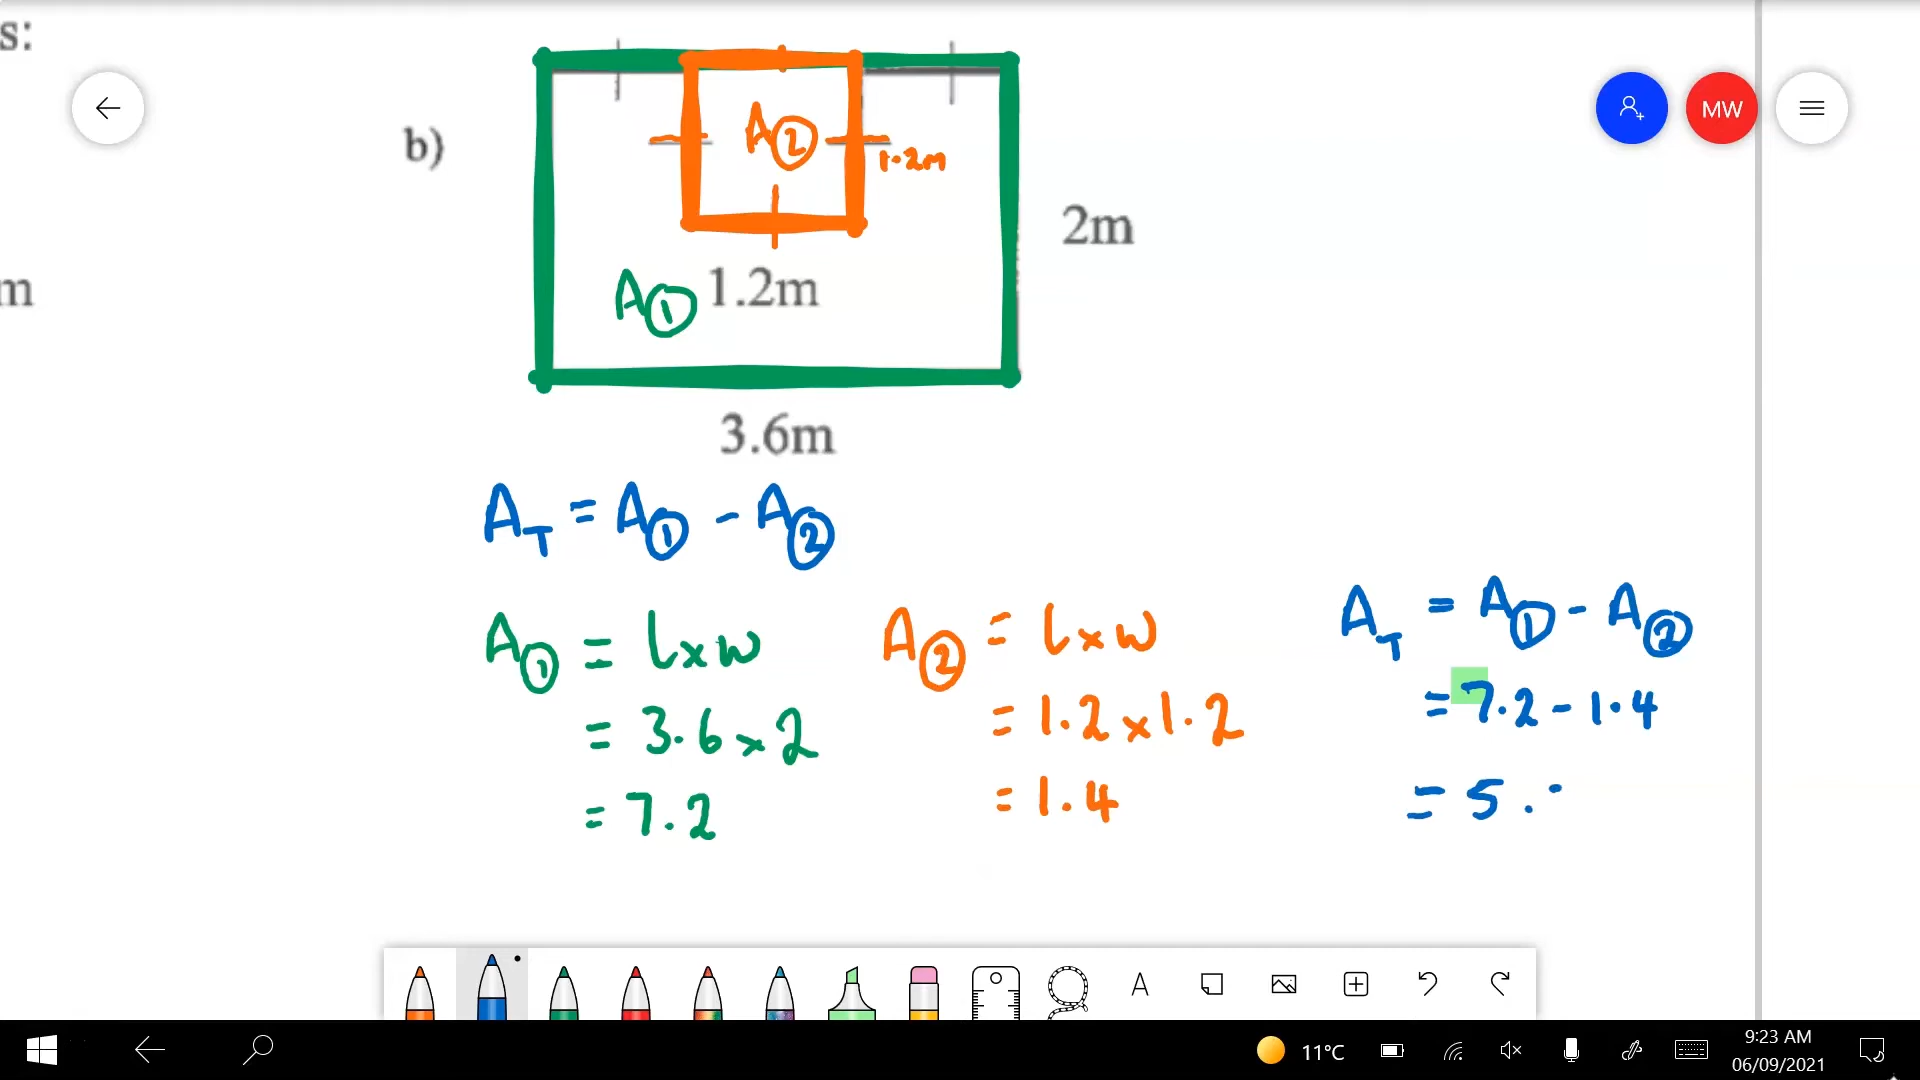 s:
b)
A②
1.2m
2m
m
A①
1.2m
3.6m
A_T = A① - A②
A① = l x w
= 3.6 x 2
= 7.2
A② = l x w
= 1.2 x 1.2
= 1.4
A_T = A① - A②
= 7.2 - 1.4
= 5.
MW
A
11°C
9:23 AM
06/09/2021